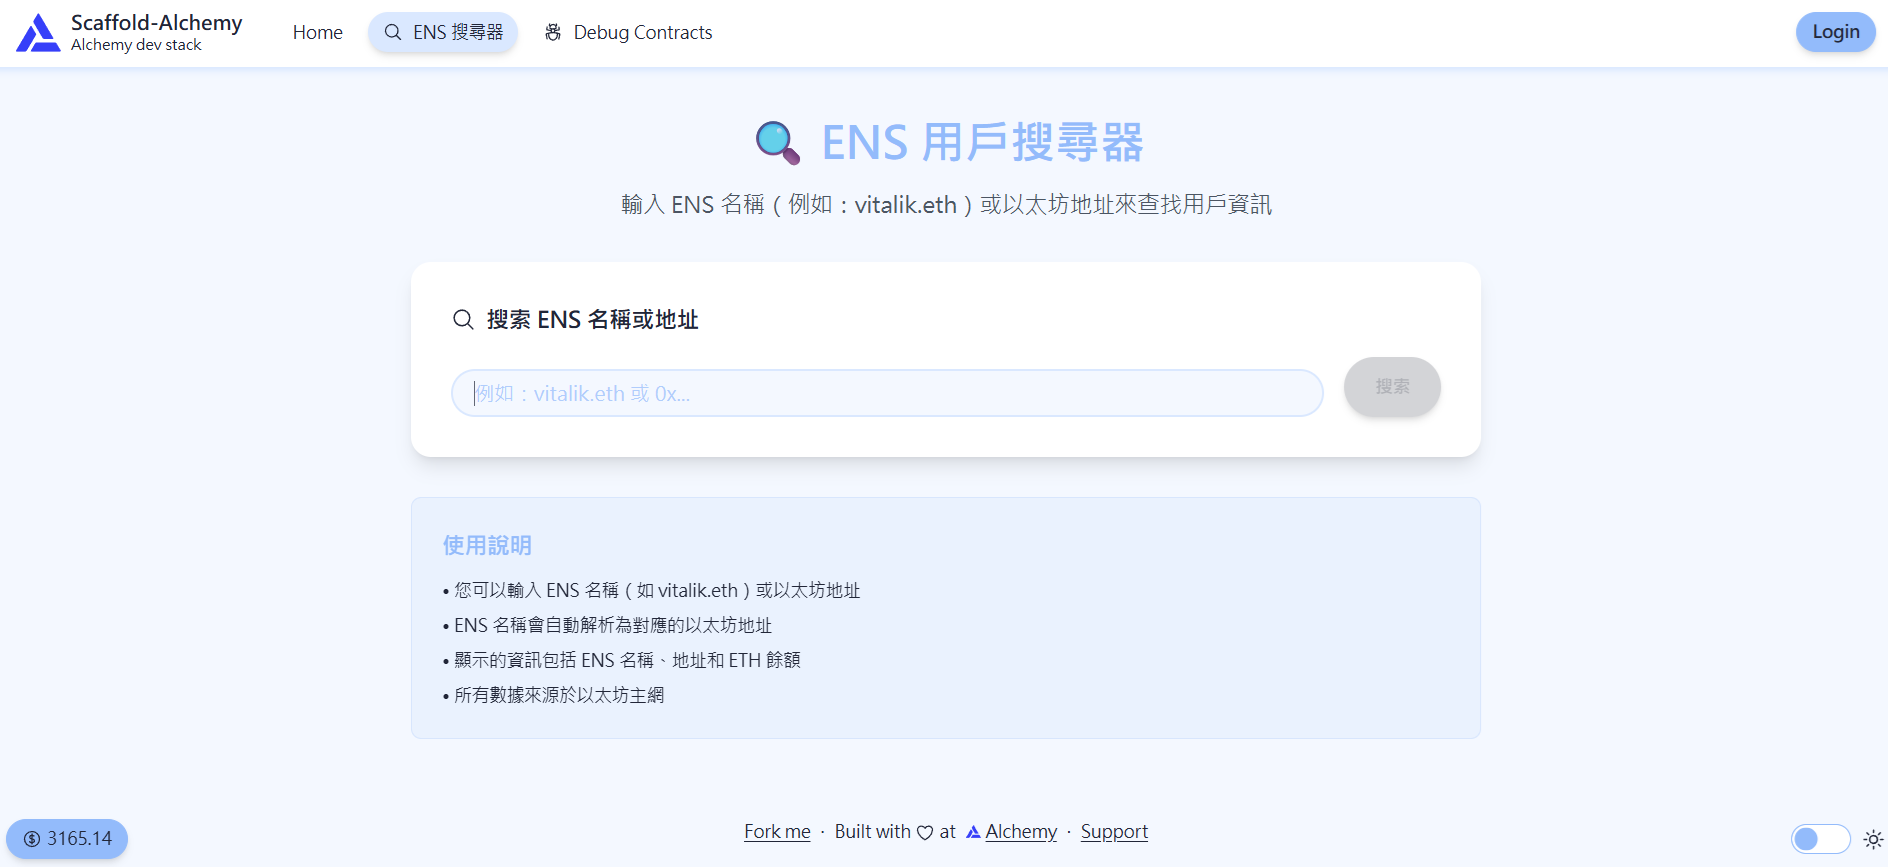 Scaffold-Alchemy
Alchemy dev stack
Home
ENS 搜尋器
Debug Contracts
Login
ENS 用戶搜尋器
輸入 ENS 名稱（例如：vitalik.eth）或以太坊地址來查找用戶資訊
搜索 ENS 名稱或地址
例如：vitalik.eth 或 0x...
搜索
使用說明
• 您可以輸入 ENS 名稱（如 vitalik.eth）或以太坊地址
• ENS 名稱會自動解析為對應的以太坊地址
• 顯示的資訊包括 ENS 名稱、地址和 ETH 餘額
• 所有數據來源於以太坊主網
3165.14
Fork me · Built with ♡ at Alchemy · Support